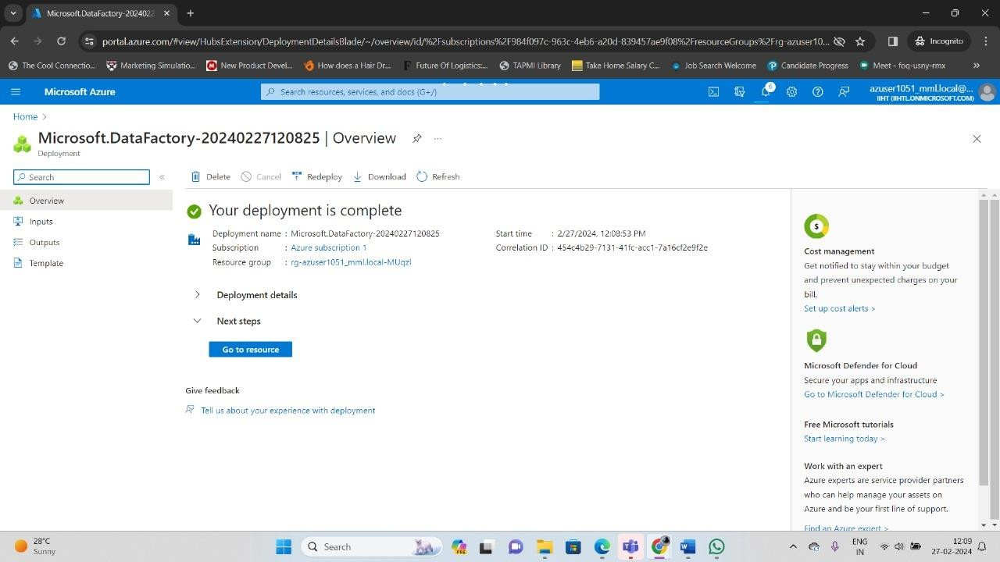 Microsoft.DataFactory-20240227
portal.azure.com/#view/HubsExtension/DeploymentDetailsBlade/~/overview/id/%2Fsubscriptions%2F984f097c-963c-4eb6-a20d-833457ae9f08%2FresourceGroups%2Frg-azuser10...
Incognito
The Cool Connectio...
Marketing Simulatio...
New Product Devel...
How does a Hair Dr...
Future Of Logistics:...
TAPMI Library
Take Home Salary C...
Job Search Welcome
Candidate Progress
Meet - foq-usny-rmx
»
Microsoft Azure
Search resources, services, and docs (G+/)
6
azuser1051_mml.local@...
IIHT (IIHTLONMICROSOFT.COM)
Home >
Microsoft.DataFactory-20240227120825 | Overview
...
Deployment
Search
«
Delete
Cancel
Redeploy
Download
Refresh
Overview
Inputs
Outputs
Template
Your deployment is complete
Deployment name : Microsoft.DataFactory-20240227120825
Subscription : Azure subscription 1
Resource group : rg-azuser1051_mml.local-MUqzI
Start time : 2/27/2024, 12:08:53 PM
Correlation ID : 454c4b29-7131-41fc-acc1-7a16cf2e9f2e
Deployment details
Next steps
Go to resource
Give feedback
Tell us about your experience with deployment
$
Cost management
Get notified to stay within your budget
and prevent unexpected charges on your
bill.
Set up cost alerts >
Microsoft Defender for Cloud
Secure your apps and infrastructure
Go to Microsoft Defender for Cloud >
Free Microsoft tutorials
Start learning today >
Work with an expert
Azure experts are service provider partners
who can help manage your assets on
Azure and be your first line of support.
Find an Azure expert >
28°C
Sunny
Search
PRE
ENG
IN
12:09
27-02-2024